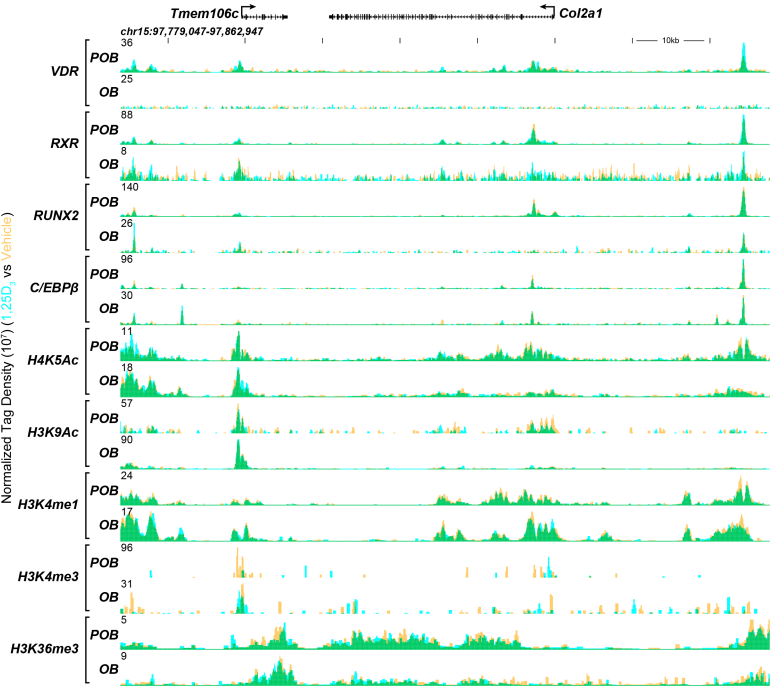 Tmem106c Col2a1
chr15:97,779,047-97,862,947
10kb
Normalized Tag Density (10⁷) (1,25D₃ vs Vehicle)
VDR
POB 36
OB 25
RXR
POB 88
OB 8
RUNX2
POB 140
OB 26
C/EBPβ
POB 96
OB 30
H4K5Ac
POB 11
OB 18
H3K9Ac
POB 57
OB 90
H3K4me1
POB 24
OB 17
H3K4me3
POB 96
OB 31
H3K36me3
POB 5
OB 9